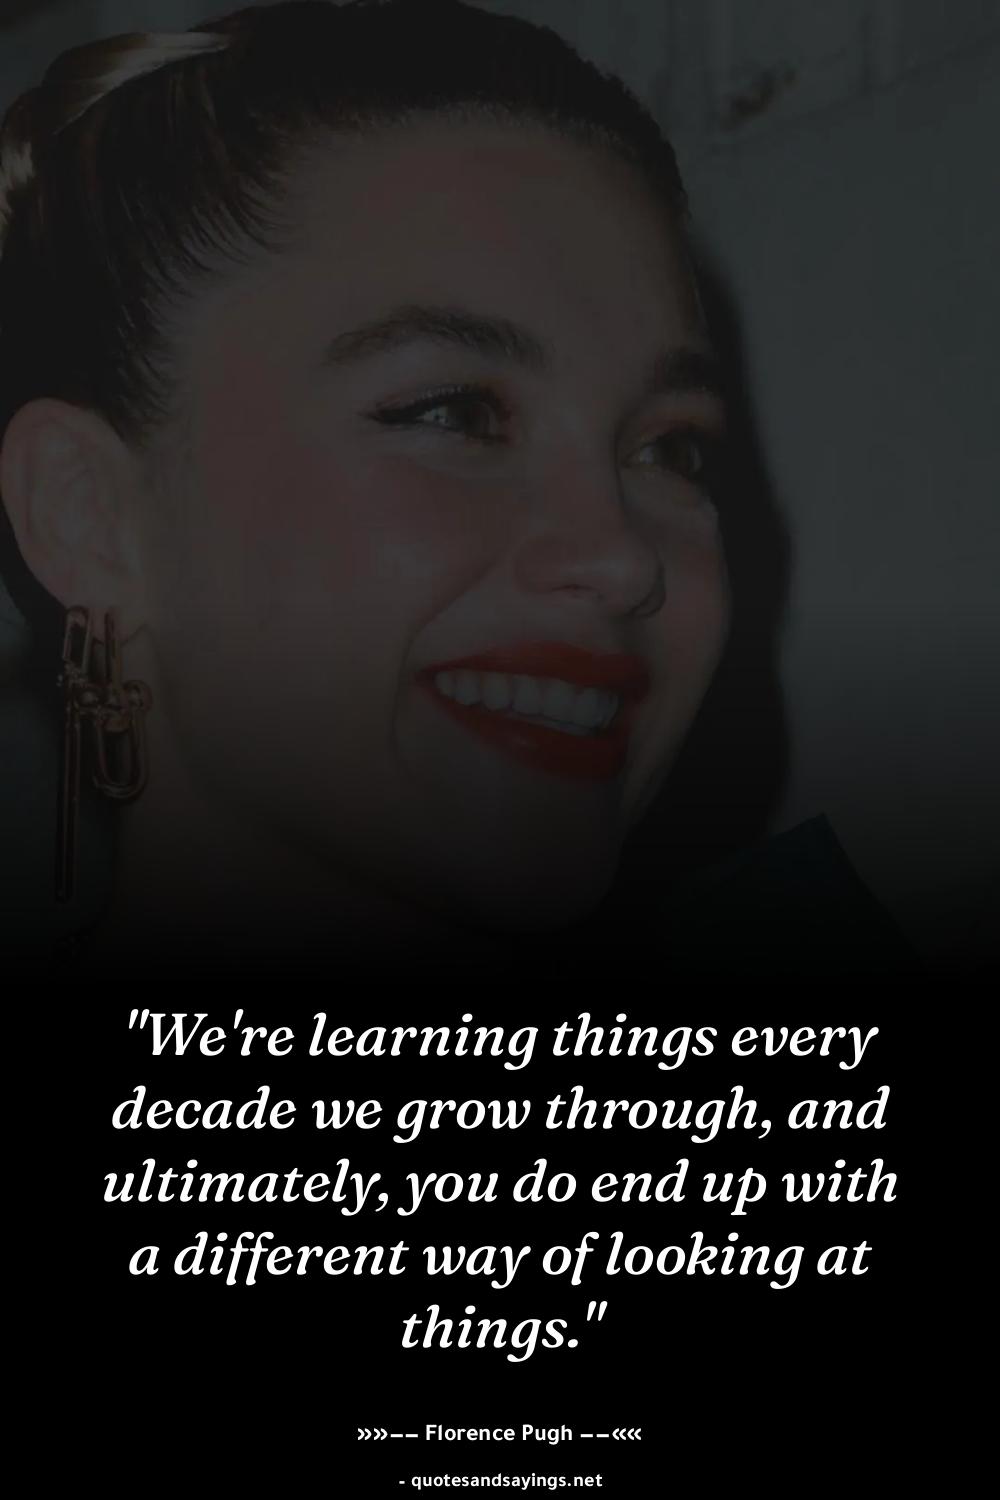 "We're learning things every
decade we grow through, and
ultimately, you do end up with
a different way of looking at
things."
»»–– Florence Pugh ––««
- quotesandsayings.net